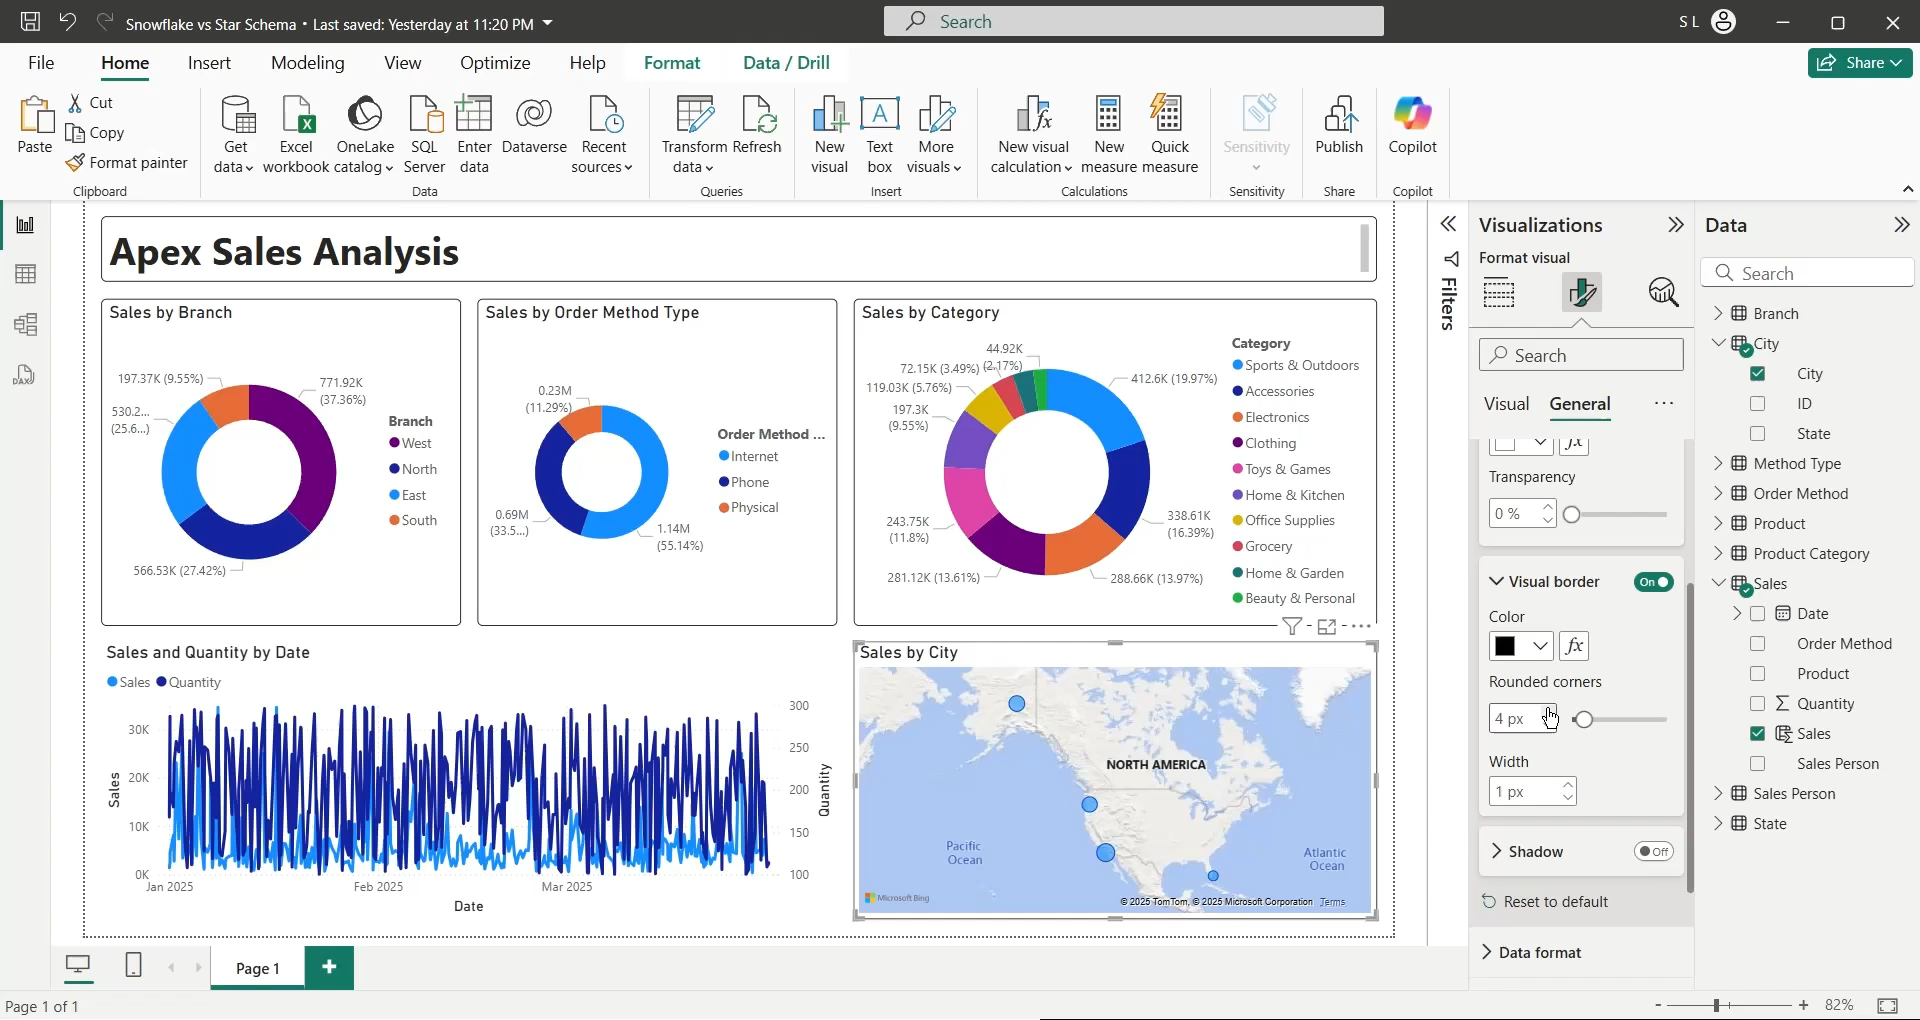 Snowflake vs Star Schema • Last saved: Yesterday at 11:20 PM
Search
S L
File
Home
Insert
Modeling
View
Optimize
Help
Format
Data / Drill
Share
Paste
Cut
Copy
Format painter
Clipboard
Get data
Excel workbook
OneLake catalog
SQL Server
Enter data
Dataverse
Recent sources
Data
Transform data
Refresh
Queries
New visual
Text box
More visuals
Insert
New visual calculation
New measure
Quick measure
Calculations
Sensitivity
Sensitivity
Publish
Share
Copilot
Copilot
DAX
Apex Sales Analysis
Sales by Branch
197.37K (9.55%)
771.92K
(37.36%)
530.2...
(25.6...)
566.53K (27.42%)
Branch
West
North
East
South
Sales by Order Method Type
0.23M
(11.29%)
0.69M
(33.5...)
1.14M
(55.14%)
Order Method ...
Internet
Phone
Physical
Sales by Category
44.92K
(2.17%)
72.15K (3.49%)
119.03K (5.76%)
197.3K
(9.55%)
243.75K
(11.8%)
281.12K (13.61%)
412.6K (19.97%)
338.61K
(16.39%)
288.66K (13.97%)
Category
Sports & Outdoors
Accessories
Electronics
Clothing
Toys & Games
Home & Kitchen
Office Supplies
Grocery
Home & Garden
Beauty & Personal
Sales and Quantity by Date
Sales
Quantity
30K
20K
10K
0K
Sales
300
250
200
150
100
Quantity
Jan 2025
Feb 2025
Mar 2025
Date
Sales by City
NORTH AMERICA
Pacific
Ocean
Atlantic
Ocean
Microsoft Bing
© 2025 TomTom, © 2025 Microsoft Corporation Terms
Filters
Visualizations
Format visual
Search
Visual
General
...
fx
Transparency
0 %
Visual border
On
Color
fx
Rounded corners
4 px
Width
1 px
Shadow
Off
Reset to default
Data format
Data
Search
Branch
City
City
ID
State
Method Type
Order Method
Product
Product Category
Sales
Date
Order Method
Product
Quantity
Sales
Sales Person
Sales Person
State
Page 1
+
Page 1 of 1
- + 82%